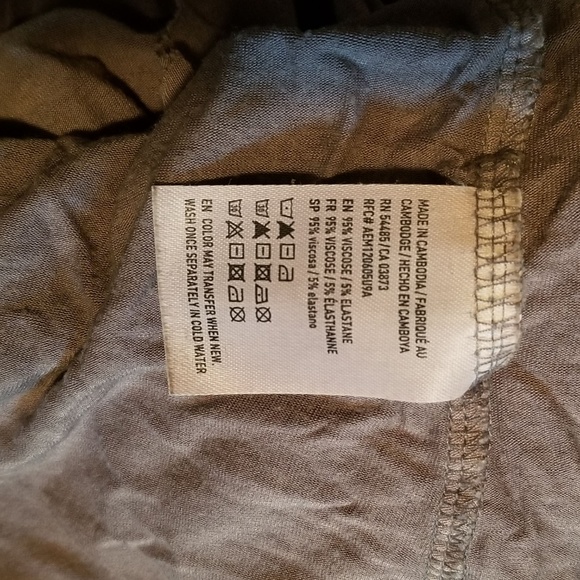 MADE IN CAMBODIA / FABRIQUÉ AU
CAMBODGE / HECHO EN CAMBOYA
RN 54485 / CA 03873
RFC# AEM120605U9A
EN 95% VISCOSE / 5% ELASTANE
FR 95% VISCOSE / 5% ÉLASTHANNE
SP 95% viscosa / 5% elastano
EN COLOR MAY TRANSFER WHEN NEW.
WASH ONCE SEPARATELY IN COLD WATER